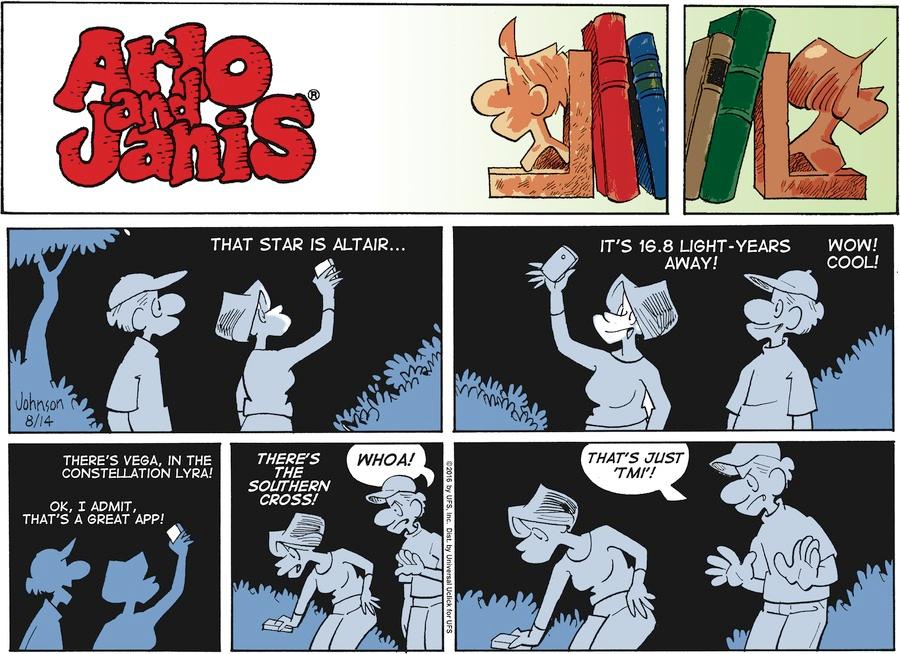 Arlo
and
Janis®
THAT STAR IS ALTAIR...
Johnson
8/14
IT'S 16.8 LIGHT-YEARS
AWAY!
WOW!
COOL!
THERE'S VEGA, IN THE
CONSTELLATION LYRA!
OK, I ADMIT,
THAT'S A GREAT APP!
THERE'S
THE
SOUTHERN
CROSS!
WHOA!
©2016 by UFS, Inc. Dist. by Universal Uclick for UFS
THAT'S JUST
'TMI'!